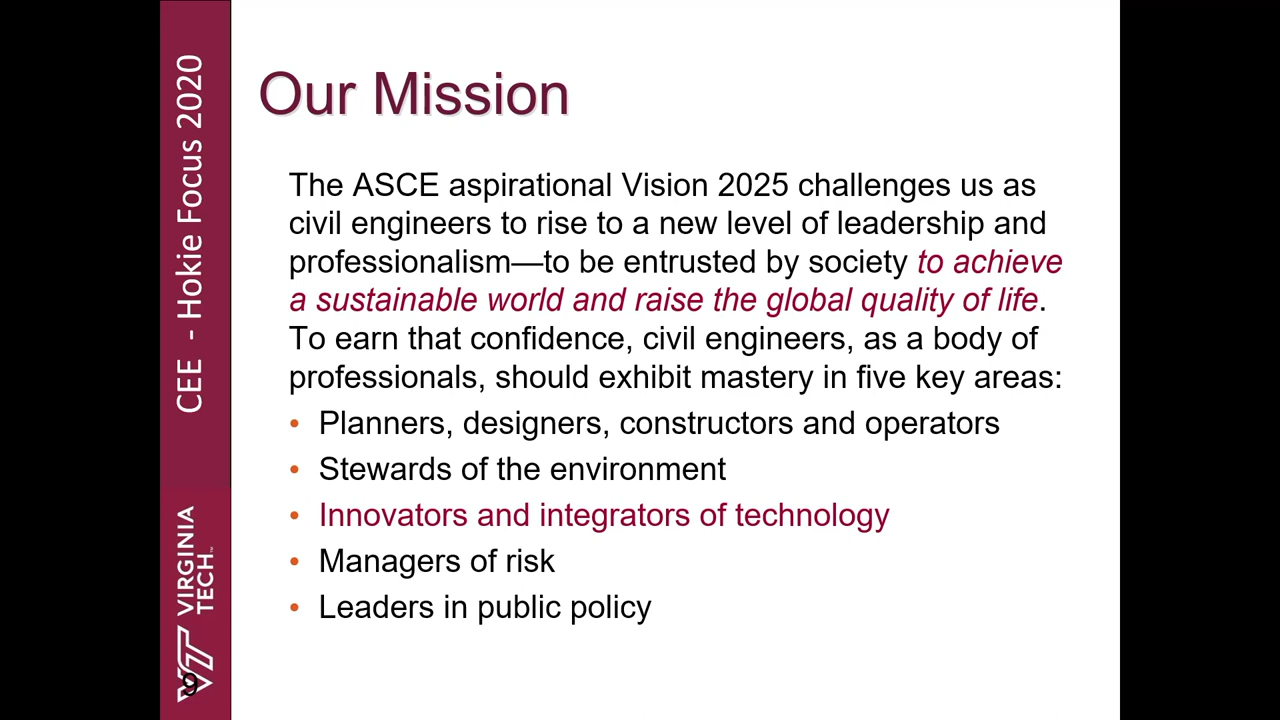 CEE - Hokie Focus 2020
Our Mission
The ASCE aspirational Vision 2025 challenges us as
civil engineers to rise to a new level of leadership and
professionalism—to be entrusted by society to achieve
a sustainable world and raise the global quality of life.
To earn that confidence, civil engineers, as a body of
professionals, should exhibit mastery in five key areas:
• Planners, designers, constructors and operators
• Stewards of the environment
• Innovators and integrators of technology
• Managers of risk
• Leaders in public policy
VIRGINIA
TECH™
VT
9